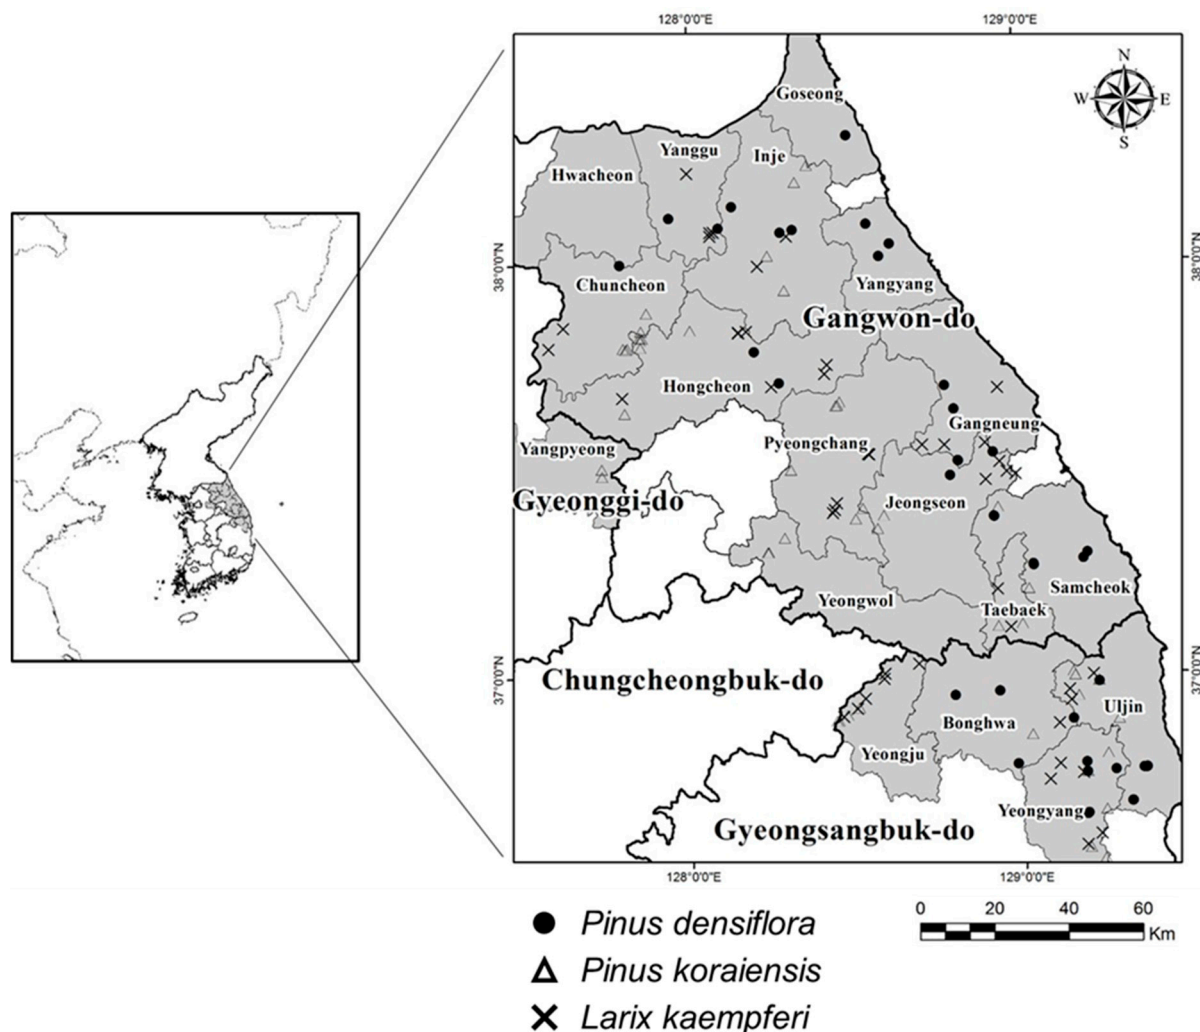 128°0'0"E 129°0'0"E
N
W E
S
Goseong
Yanggu
Inje
Hwacheon
38°0'0"N
38°0'0"N
Chuncheon
Yangyang
Gangwon-do
Hongcheon
Gangneung
Yangpyeong
Pyeongchang
Gyeonggi-do
Jeongseon
Samcheok
Yeongwol
Taebaek
37°0'0"N
37°0'0"N
Chungcheongbuk-do
Uljin
Bonghwa
Yeongju
Yeongyang
Gyeongsangbuk-do
128°0'0"E 129°0'0"E
Pinus densiflora
Pinus koraiensis
Larix kaempferi
0 20 40 60
Km